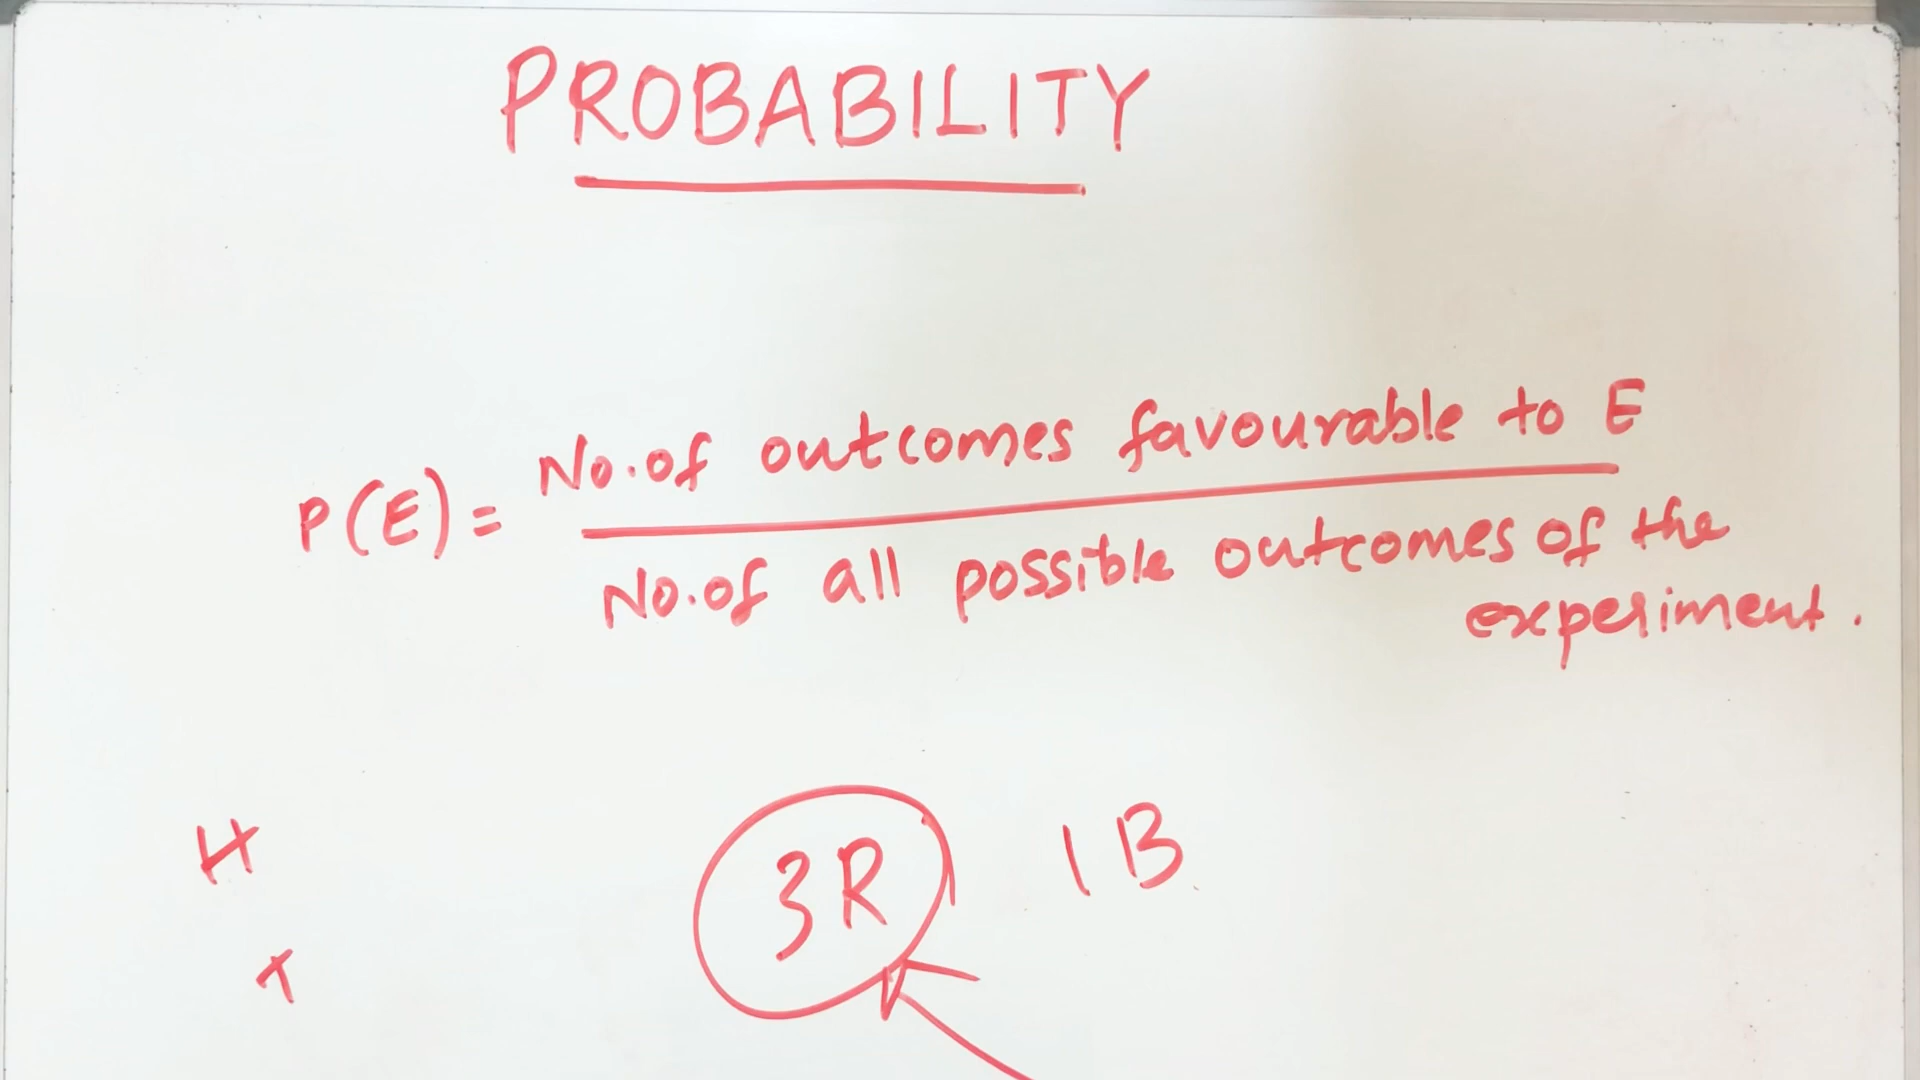 PROBABILITY
No. of outcomes favourable to E
P(E) =
No. of all possible outcomes of the
experiment.
H
3R 1B
T